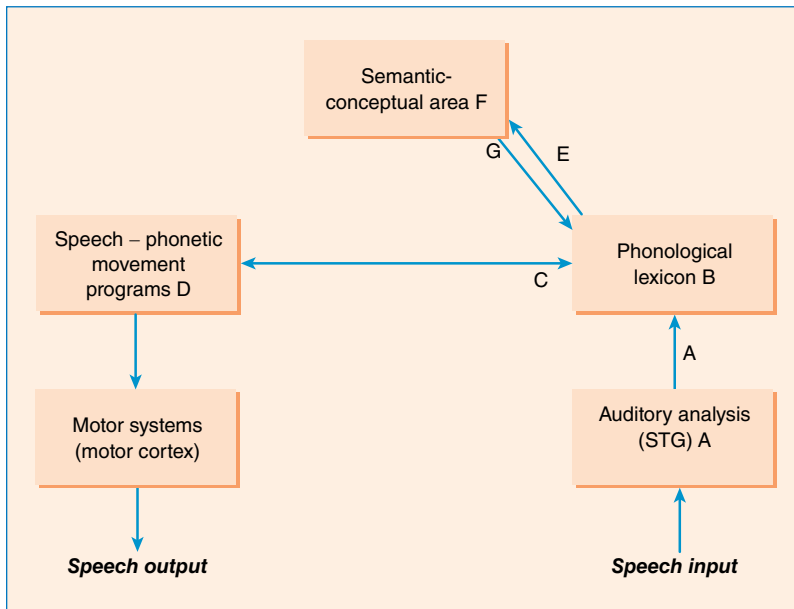 Semantic-
conceptual area F
G
E
Speech – phonetic
movement
programs D
Phonological
lexicon B
C
A
Motor systems
(motor cortex)
Auditory analysis
(STG) A
Speech output
Speech input